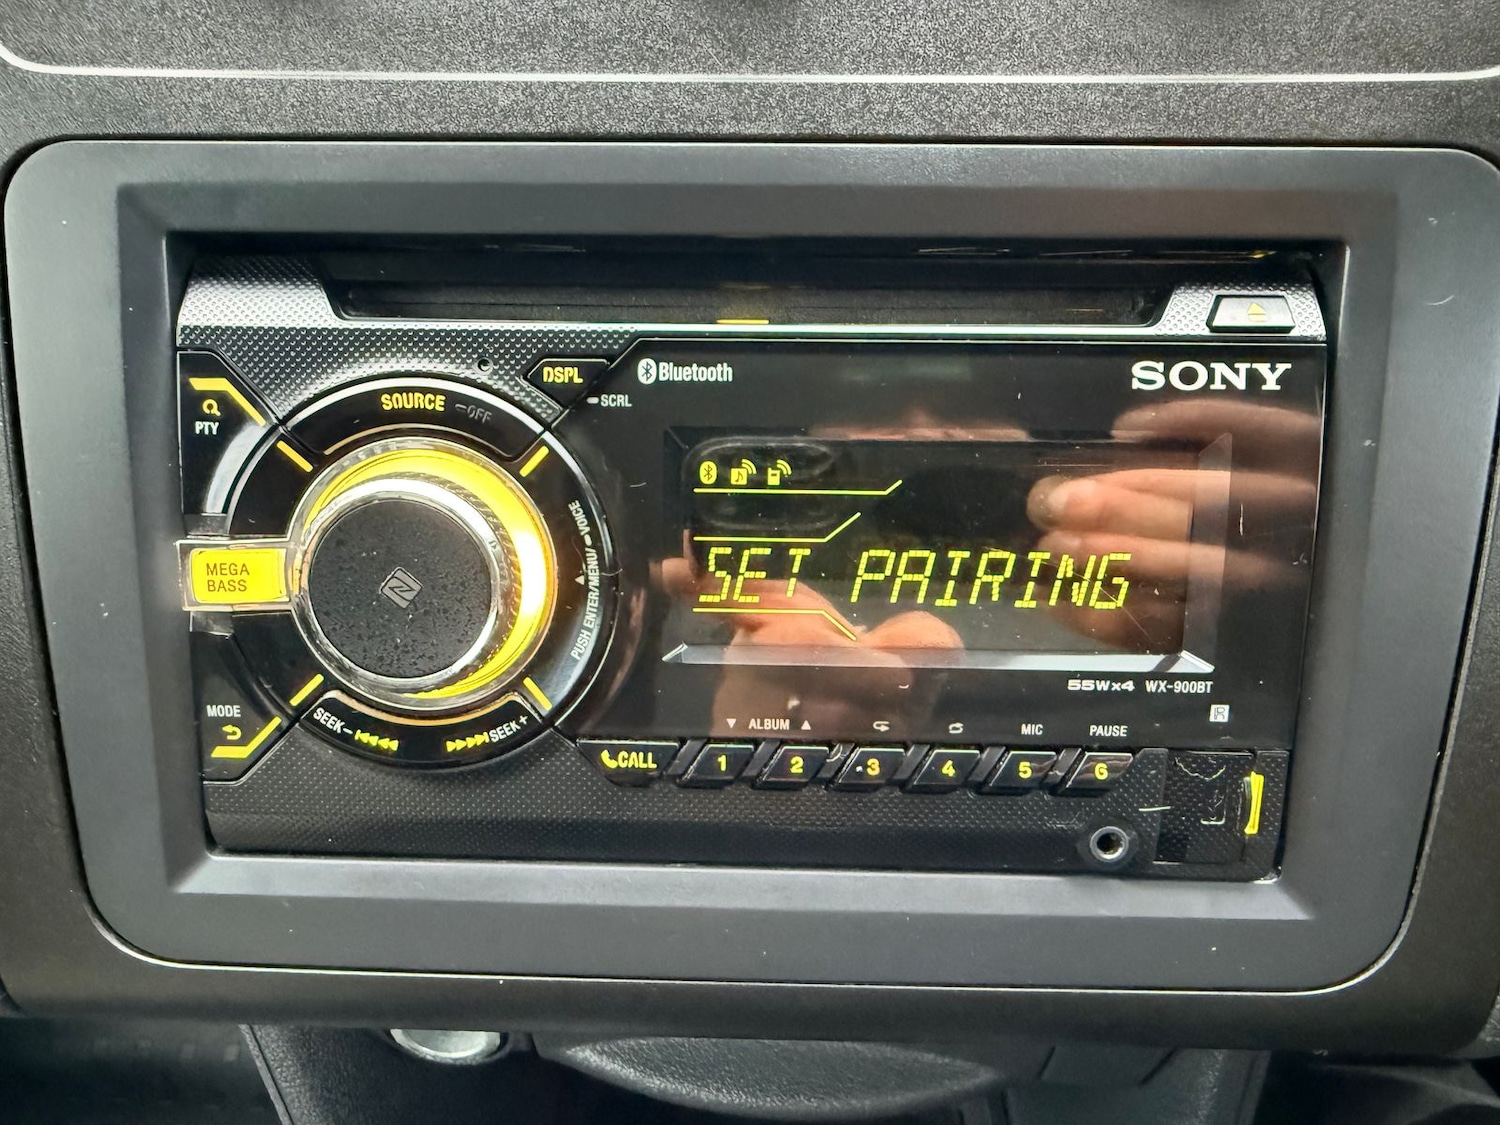 DSPL
Bluetooth
SONY
SOURCE -OFF
-SCRL
PTY
PUSH ENTER/MENU/ -VOICE
MEGA
BASS
SET PAIRING
55W×4 WX-900BT
MODE
SEEK-
SEEK+
▼ ALBUM ▲
MIC
PAUSE
CALL
1 2 3 4 5 6